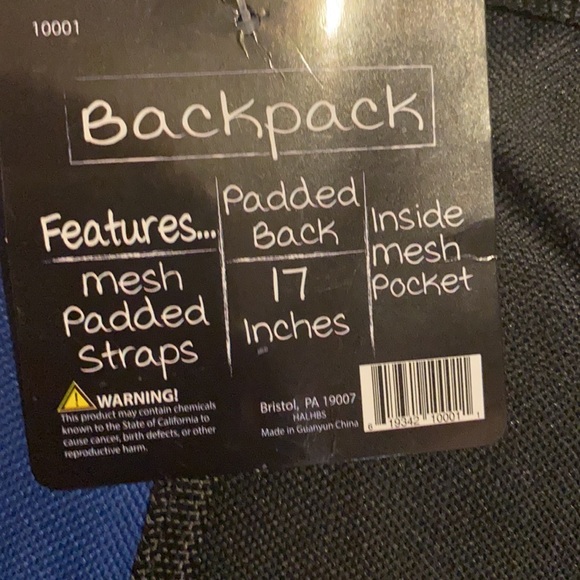 10001
Backpack
Features...
mesh
Padded
Straps
Padded
Back
17
Inches
Inside
mesh
Pocket
WARNING!
This product may contain chemicals
known to the State of California to
cause cancer, birth defects, or other
reproductive harm.
Bristol, PA 19007
HALHBS
Made in Guanyun China
6 19342 10001 1